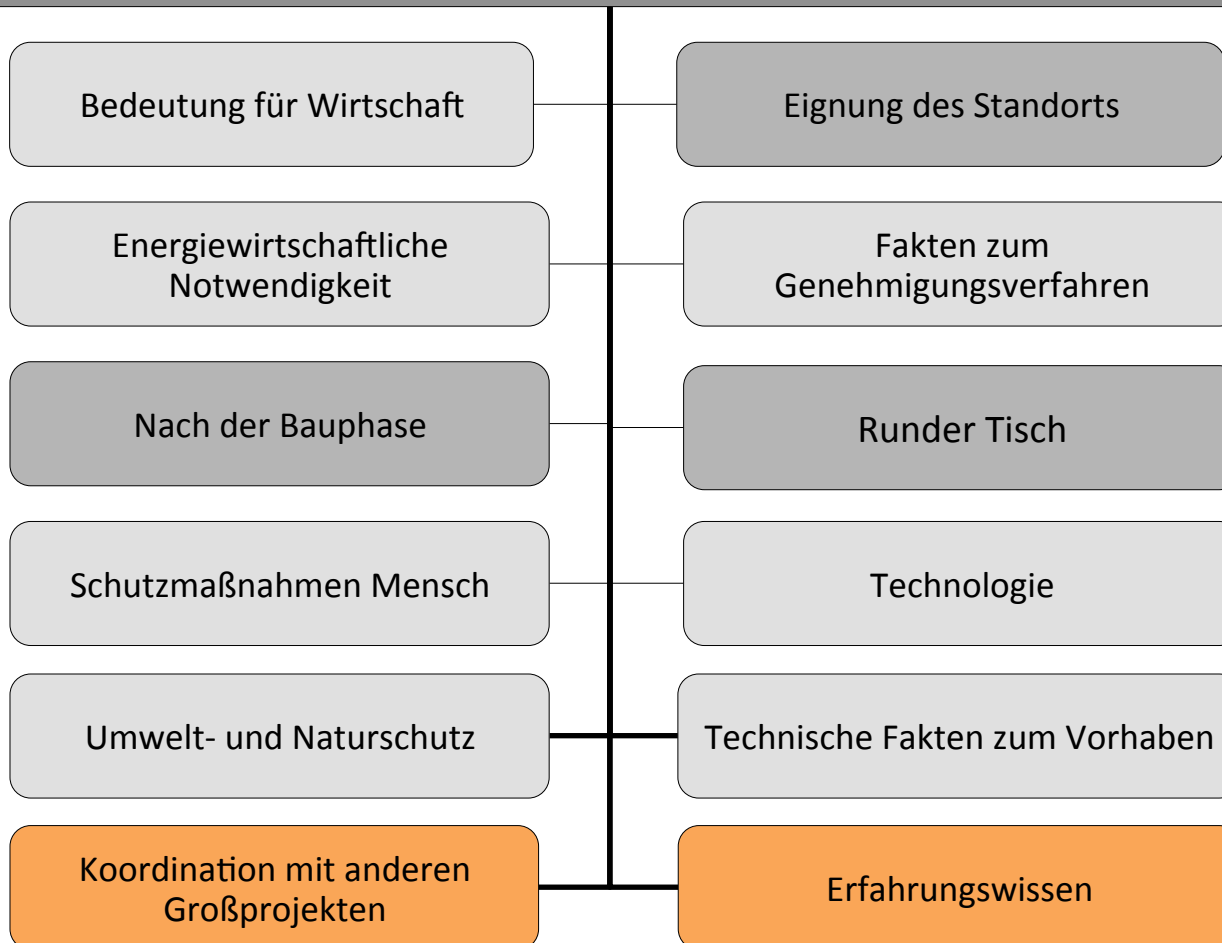 Bedeutung für Wirtschaft
Eignung des Standorts
Energiewirtschaftliche
Notwendigkeit
Fakten zum
Genehmigungsverfahren
Nach der Bauphase
Runder Tisch
Schutzmaßnahmen Mensch
Technologie
Umwelt- und Naturschutz
Technische Fakten zum Vorhaben
Koordination mit anderen
Großprojekten
Erfahrungswissen